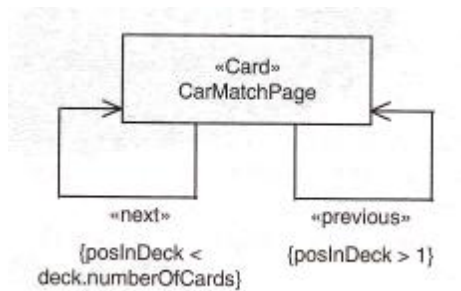 «Card»
CarMatchPage
«next»
«previous»
{posInDeck <
deck.numberOfCards}
{posInDeck > 1}